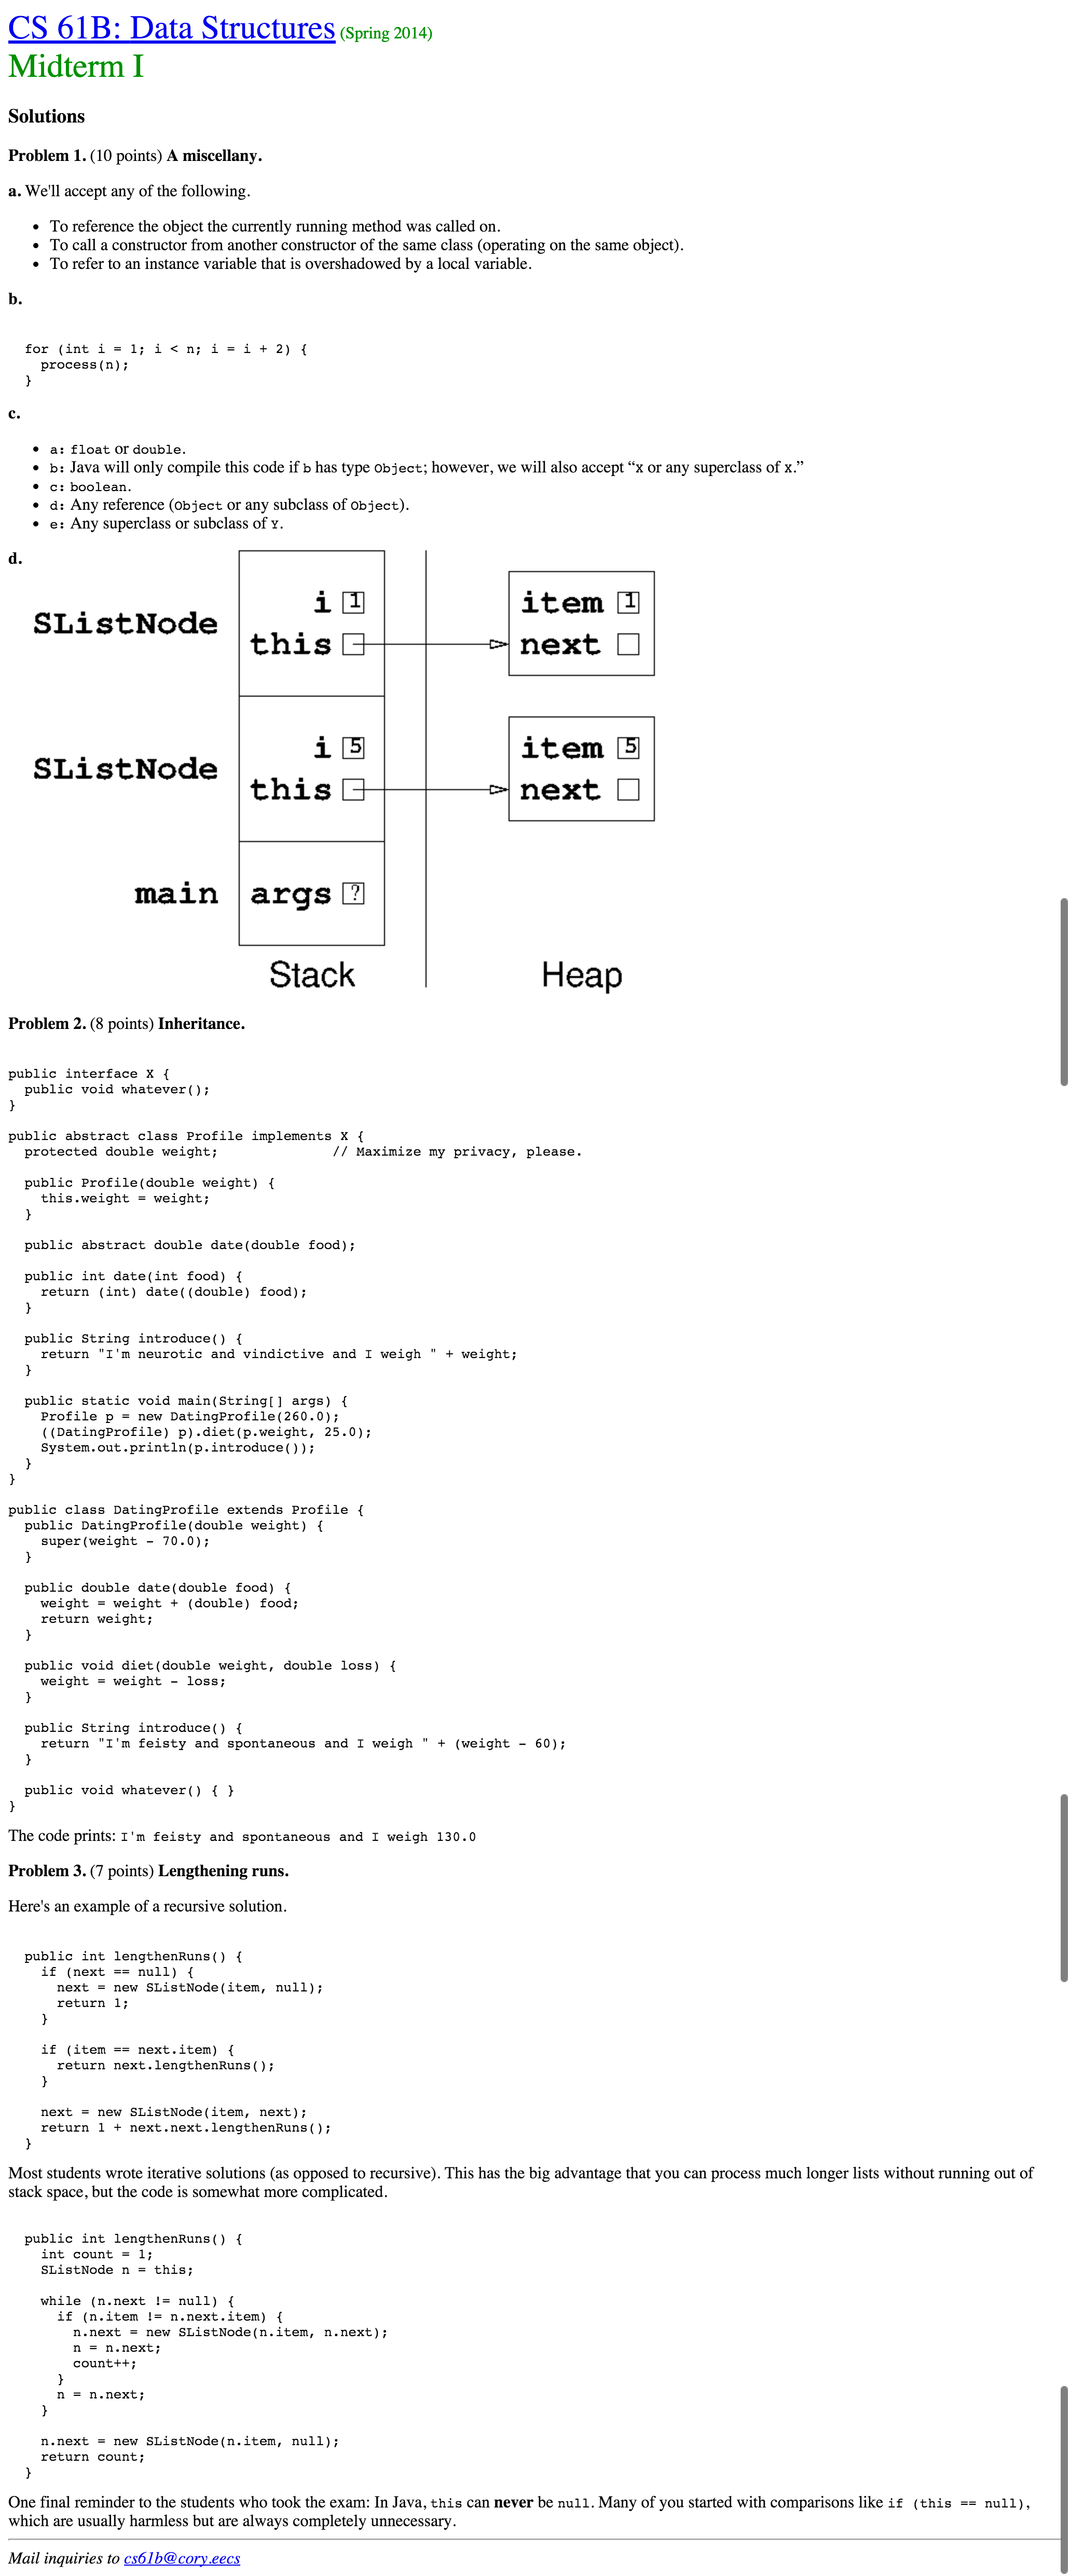 CS 61B: Data Structures (Spring 2014)
Midterm I
Solutions
Problem 1. (10 points) A miscellany.
a. We'll accept any of the following.
• To reference the object the currently running method was called on.
• To call a constructor from another constructor of the same class (operating on the same object).
• To refer to an instance variable that is overshadowed by a local variable.
b.
for (int i = 1; i < n; i = i + 2) {
  process(n);
}
c.
• a: float or double.
• b: Java will only compile this code if b has type Object; however, we will also accept “X or any superclass of X.”
• c: boolean.
• d: Any reference (Object or any subclass of Object).
• e: Any superclass or subclass of Y.
d.
SListNode
i 1
this
item 1
next
SListNode
i 5
this
item 5
next
main
args ?
Stack
Heap
Problem 2. (8 points) Inheritance.
public interface X {
  public void whatever();
}
public abstract class Profile implements X {
  protected double weight;              // Maximize my privacy, please.
  public Profile(double weight) {
    this.weight = weight;
  }
  public abstract double date(double food);
  public int date(int food) {
    return (int) date((double) food);
  }
  public String introduce() {
    return "I'm neurotic and vindictive and I weigh " + weight;
  }
  public static void main(String[] args) {
    Profile p = new DatingProfile(260.0);
    ((DatingProfile) p).diet(p.weight, 25.0);
    System.out.println(p.introduce());
  }
}
public class DatingProfile extends Profile {
  public DatingProfile(double weight) {
    super(weight - 70.0);
  }
  public double date(double food) {
    weight = weight + (double) food;
    return weight;
  }
  public void diet(double weight, double loss) {
    weight = weight - loss;
  }
  public String introduce() {
    return "I'm feisty and spontaneous and I weigh " + (weight - 60);
  }
  public void whatever() { }
}
The code prints: I'm feisty and spontaneous and I weigh 130.0
Problem 3. (7 points) Lengthening runs.
Here's an example of a recursive solution.
  public int lengthenRuns() {
    if (next == null) {
      next = new SListNode(item, null);
      return 1;
    }
    if (item == next.item) {
      return next.lengthenRuns();
    }
    next = new SListNode(item, next);
    return 1 + next.next.lengthenRuns();
  }
Most students wrote iterative solutions (as opposed to recursive). This has the big advantage that you can process much longer lists without running out of
stack space, but the code is somewhat more complicated.
  public int lengthenRuns() {
    int count = 1;
    SListNode n = this;
    while (n.next != null) {
      if (n.item != n.next.item) {
        n.next = new SListNode(n.item, n.next);
        n = n.next;
        count++;
      }
      n = n.next;
    }
    n.next = new SListNode(n.item, null);
    return count;
  }
One final reminder to the students who took the exam: In Java, this can never be null. Many of you started with comparisons like if (this == null),
which are usually harmless but are always completely unnecessary.
Mail inquiries to cs61b@cory.eecs